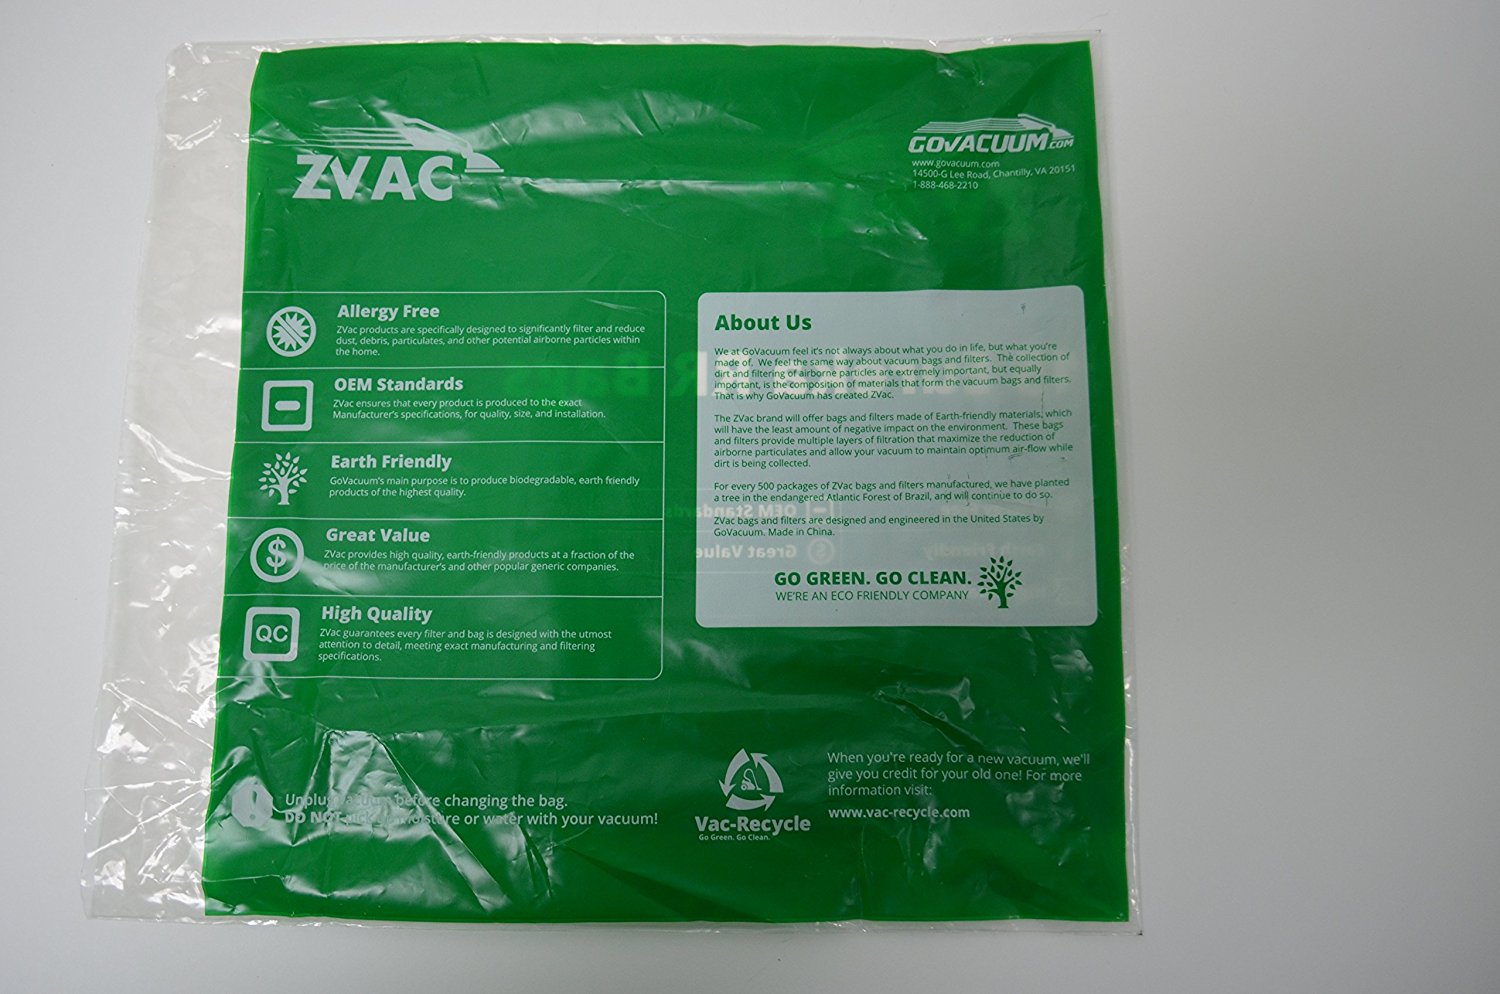 ZVAC
GOVACUUM.COM
www.govacuum.com
14500-G Lee Road, Chantilly, VA 20151
1-888-468-2210
Allergy Free
ZVac products are specifically designed to significantly filter and reduce
dust, debris, particulates, and other potential airborne particles within
the home.
OEM Standards
ZVac ensures that every product is produced to the exact
Manufacturer's specifications, for quality, size, and installation.
Earth Friendly
GoVacuum's main purpose is to produce biodegradable, earth friendly
products of the highest quality.
Great Value
ZVac provides high quality, earth-friendly products at a fraction of the
price of the manufacturer's and other popular generic companies.
QC
High Quality
ZVac guarantees every filter and bag is designed with the utmost
attention to detail, meeting exact manufacturing and filtering
specifications.
About Us
We at GoVacuum feel it's not always about what you do in life, but what you're
made of. We feel the same way about vacuum bags and filters. The collection of
dirt and filtering of airborne particles are extremely important, but equally
important, is the composition of materials that form the vacuum bags and filters.
That is why GoVacuum has created ZVac.
The ZVac brand will offer bags and filters made of Earth-friendly materials, which
will have the least amount of negative impact on the environment. These bags
and filters provide multiple layers of filtration that maximize the reduction of
airborne particulates and allow your vacuum to maintain optimum air-flow while
dirt is being collected.
For every 500 packages of ZVac bags and filters manufactured, we have planted
a tree in the endangered Atlantic Forest of Brazil, and will continue to do so.
ZVac bags and filters are designed and engineered in the United States by
GoVacuum. Made in China.
GO GREEN. GO CLEAN.
WE'RE AN ECO FRIENDLY COMPANY
Unplug vacuum before changing the bag.
DO NOT pick up moisture or water with your vacuum!
Vac-Recycle
Go Green. Go Clean.
When you're ready for a new vacuum, we'll
give you credit for your old one! For more
information visit:
www.vac-recycle.com